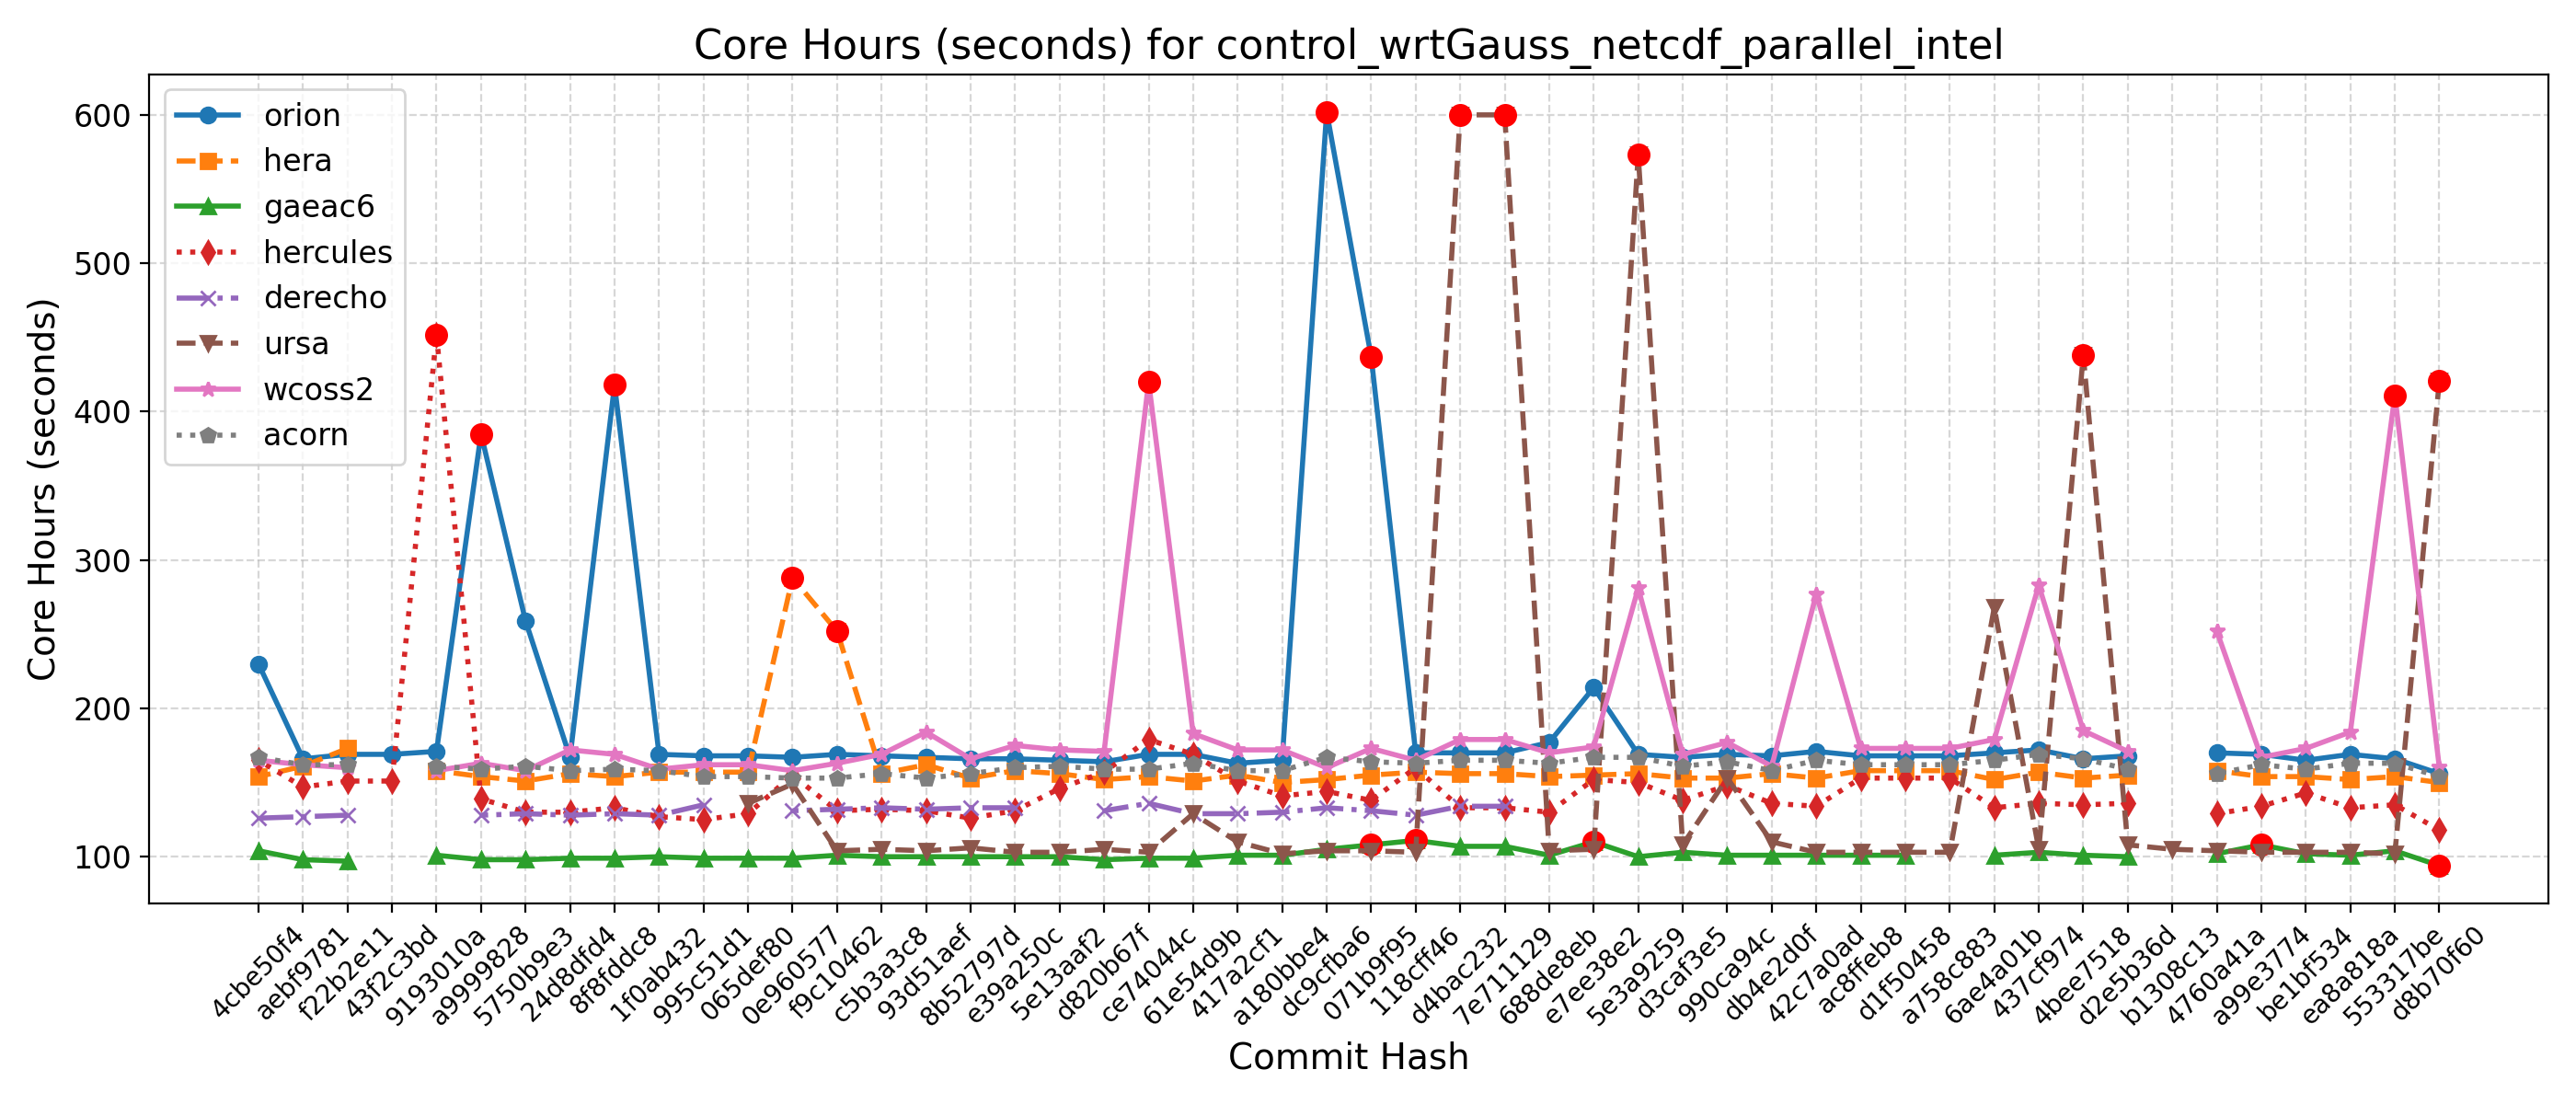 Core Hours (seconds) for control_wrtGauss_netcdf_parallel_intel
Core Hours (seconds)
600
500
400
300
200
100
orion
hera
gaeac6
hercules
derecho
ursa
wcoss2
acorn
4cbe50f4
aebf9781
f22b2e11
43f2c3bd
9193010a
a9999828
5750b9e3
24d8dfd4
8f8fddc8
1f0ab432
995c51d1
065def80
0e960577
f9c10462
c5b3a3c8
93d51aef
8b52797d
e39a250c
5e13aaf2
d820b67f
ce74044c
61e54d9b
417a2cf1
a180bbe4
dc9cfba6
071b9f95
118cff46
d4bac232
7e711129
688de8eb
e7ee38e2
5e3a9259
d3caf3e5
990ca94c
db4e2d0f
42c7a0ad
ac8ffeb8
d1f50458
a758c883
6ae4a01b
437cf974
4bee7518
d2e5b36d
b1308c13
4760a41a
a99e3774
be1bf534
ea8a818a
553317be
d8b70f60
Commit Hash